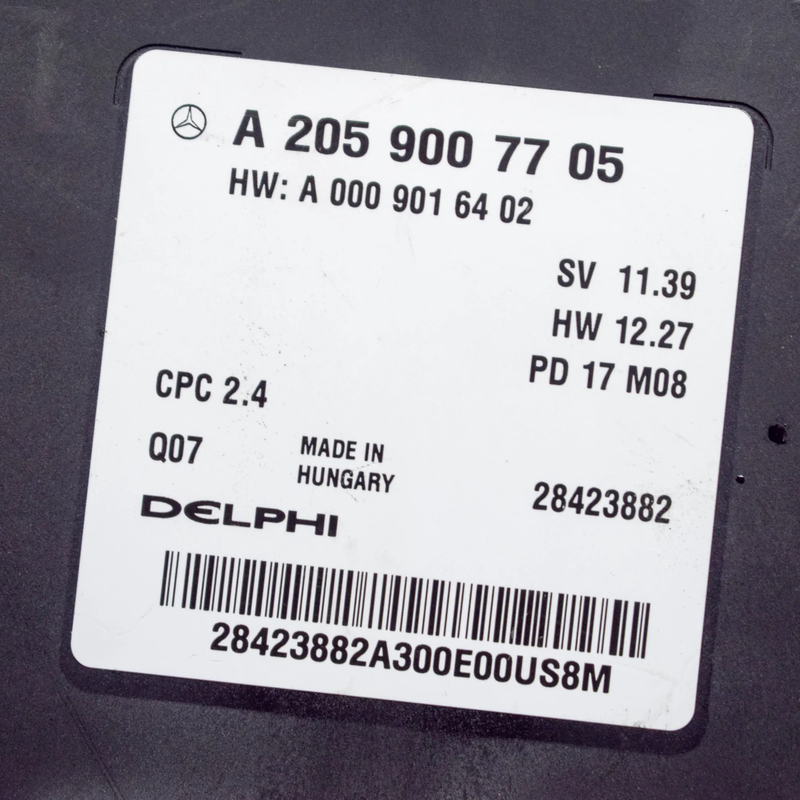 A 205 900 77 05
HW: A 000 901 64 02
SV 11.39
HW 12.27
PD 17 M08
CPC 2.4
Q07
MADE IN
HUNGARY
28423882
DELPHI
28423882A300E00US8M